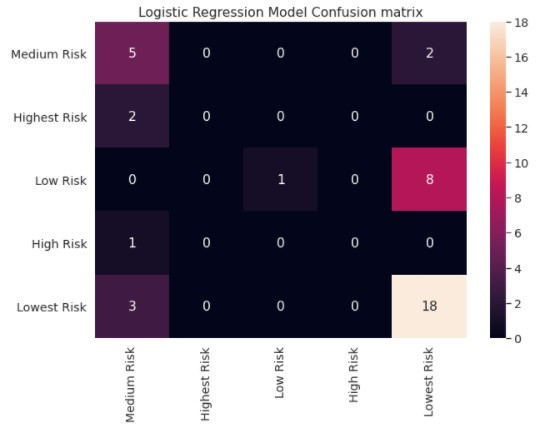 Logistic Regression Model Confusion matrix
Medium Risk 5 0 0 0 2
Highest Risk 2 0 0 0 0
Low Risk 0 0 1 0 8
High Risk 1 0 0 0 0
Lowest Risk 3 0 0 0 18
Medium Risk
Highest Risk
Low Risk
High Risk
Lowest Risk
18
16
14
12
10
8
6
4
2
0